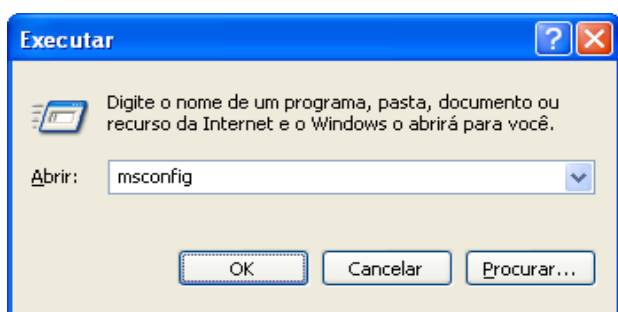 Executar
Digite o nome de um programa, pasta, documento ou
recurso da Internet e o Windows o abrirá para você.
Abrir: msconfig
OK Cancelar Procurar...